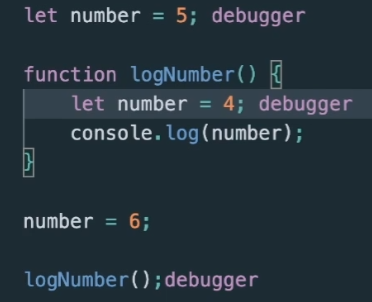 let number = 5; debugger
function logNumber() {
let number = 4; debugger
console.log(number);
}
number = 6;
logNumber();debugger